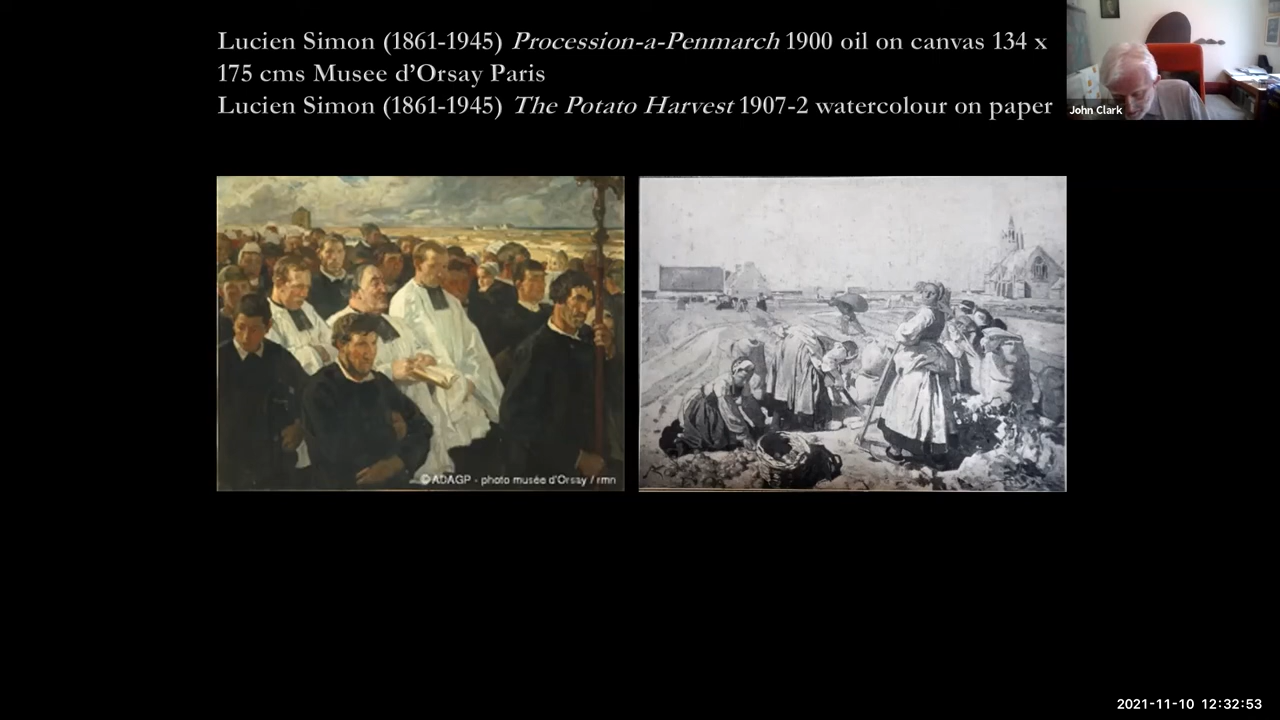 Lucien Simon (1861-1945) Procession-a-Penmarch 1900 oil on canvas 134 x
175 cms Musee d'Orsay Paris
Lucien Simon (1861-1945) The Potato Harvest 1907-2 watercolour on paper
John Clark
©ADAGP - photo musée d'Orsay / rmn
2021-11-10 12:32:53